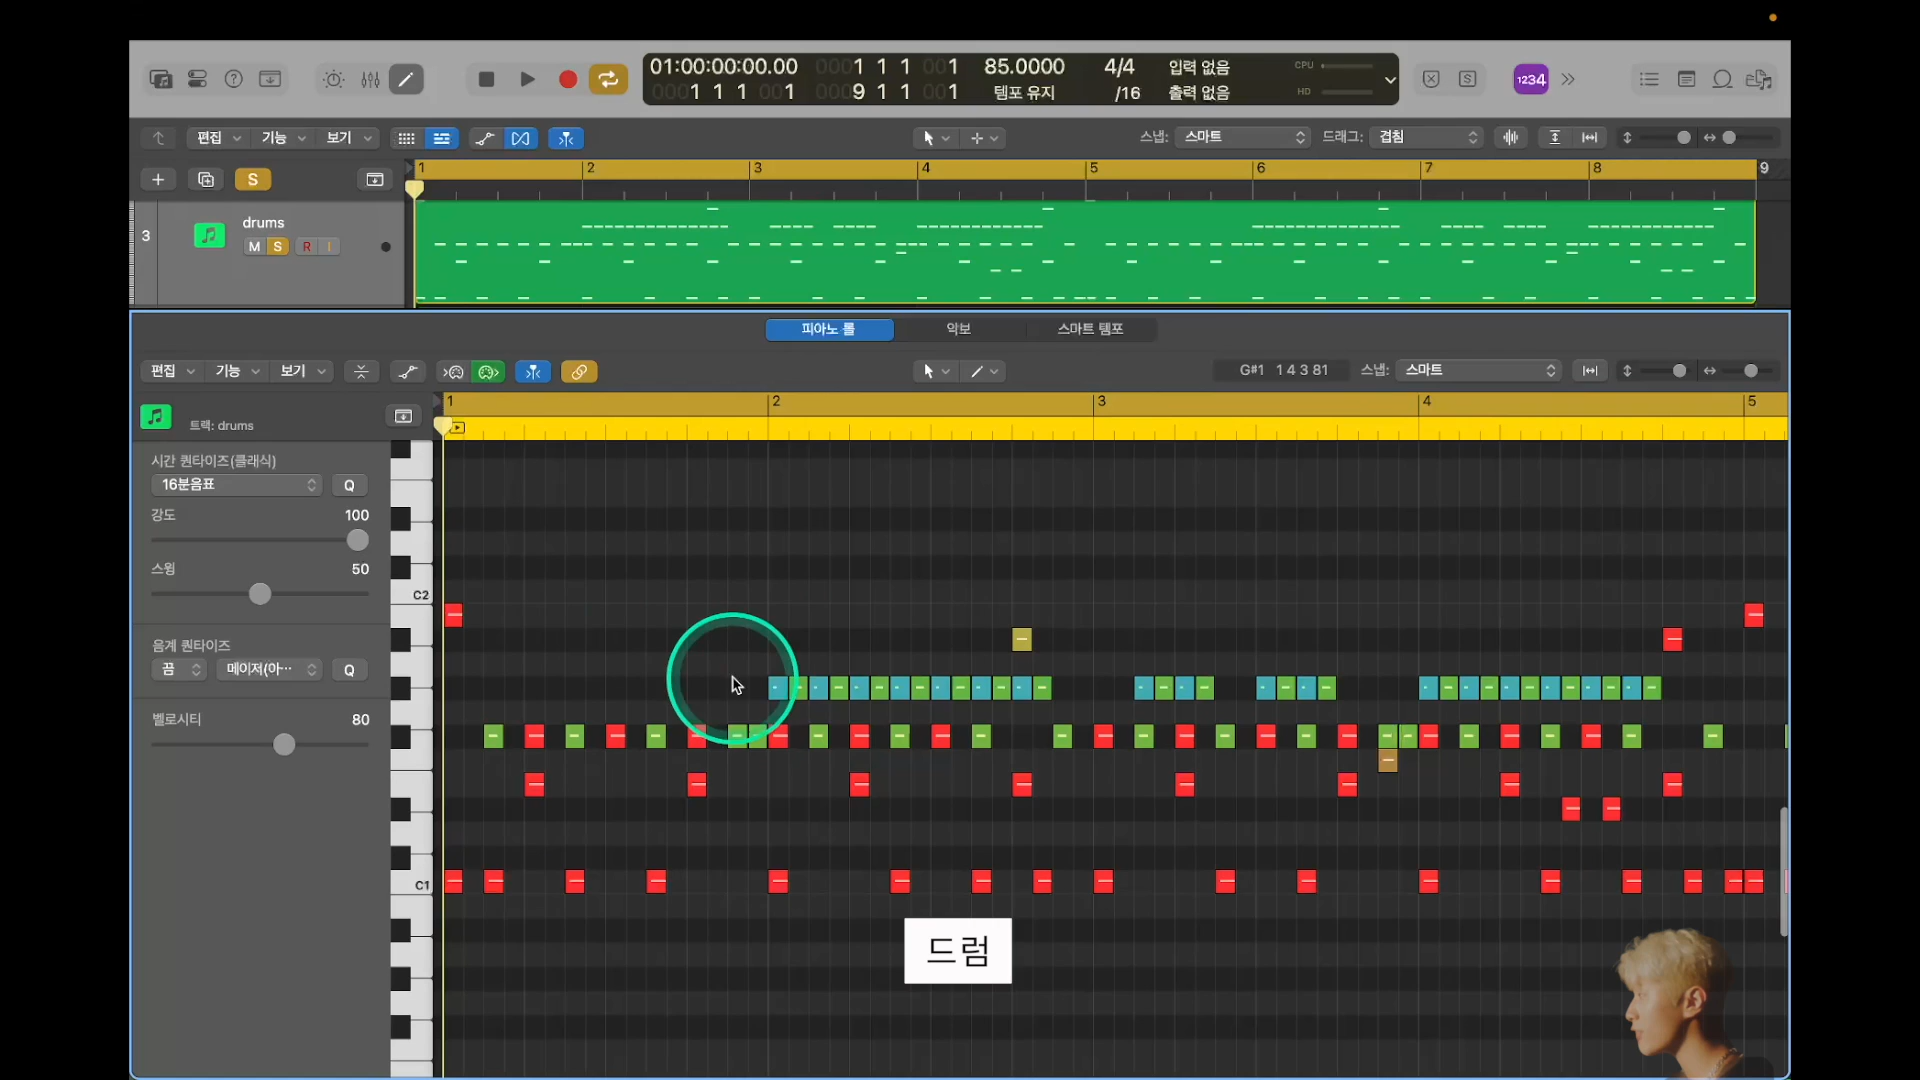 01:00:00:00.00 0001 1 1 001 85.0000 4/4 입력 없음 CPU
0001 1 1 001 0009 1 1 001 템포 유지 /16 출력 없음 HD
1234
편집 기능 보기 스냅: 스마트 드래그: 겹침
S 1 2 3 4 5 6 7 8 9
3 drums
M S R I
피아노 롤 악보 스마트 템포
편집 기능 보기 G#1 1 4 3 81 스냅: 스마트
1 2 3 4 5
트랙: drums
시간 퀀타이즈(클래식)
16분음표 Q
강도 100
스윙 50
C2
음계 퀀타이즈
끔 메이저(아··· Q
벨로시티 80
C1
드럼